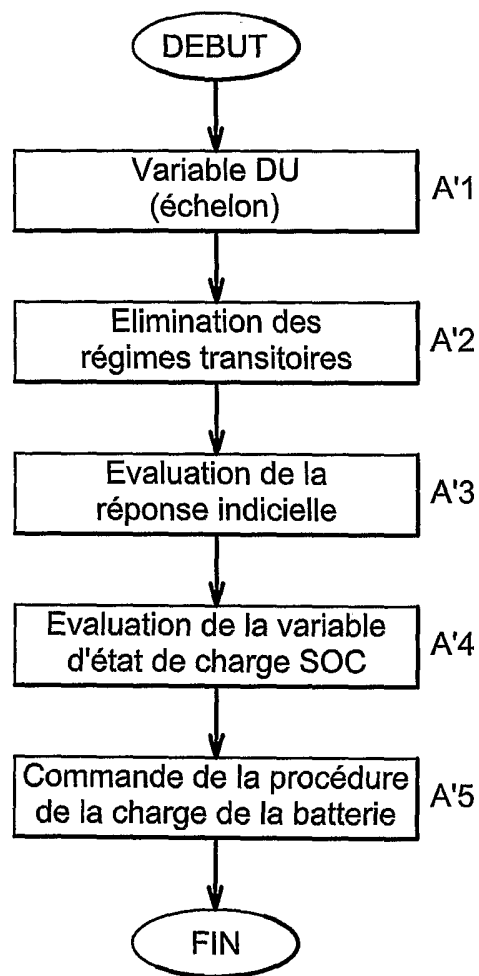 DEBUT
Variable DU
(échelon)
A'1
Elimination des
régimes transitoires
A'2
Evaluation de la
réponse indicielle
A'3
Evaluation de la variable
d'état de charge SOC
A'4
Commande de la procédure
de la charge de la batterie
A'5
FIN